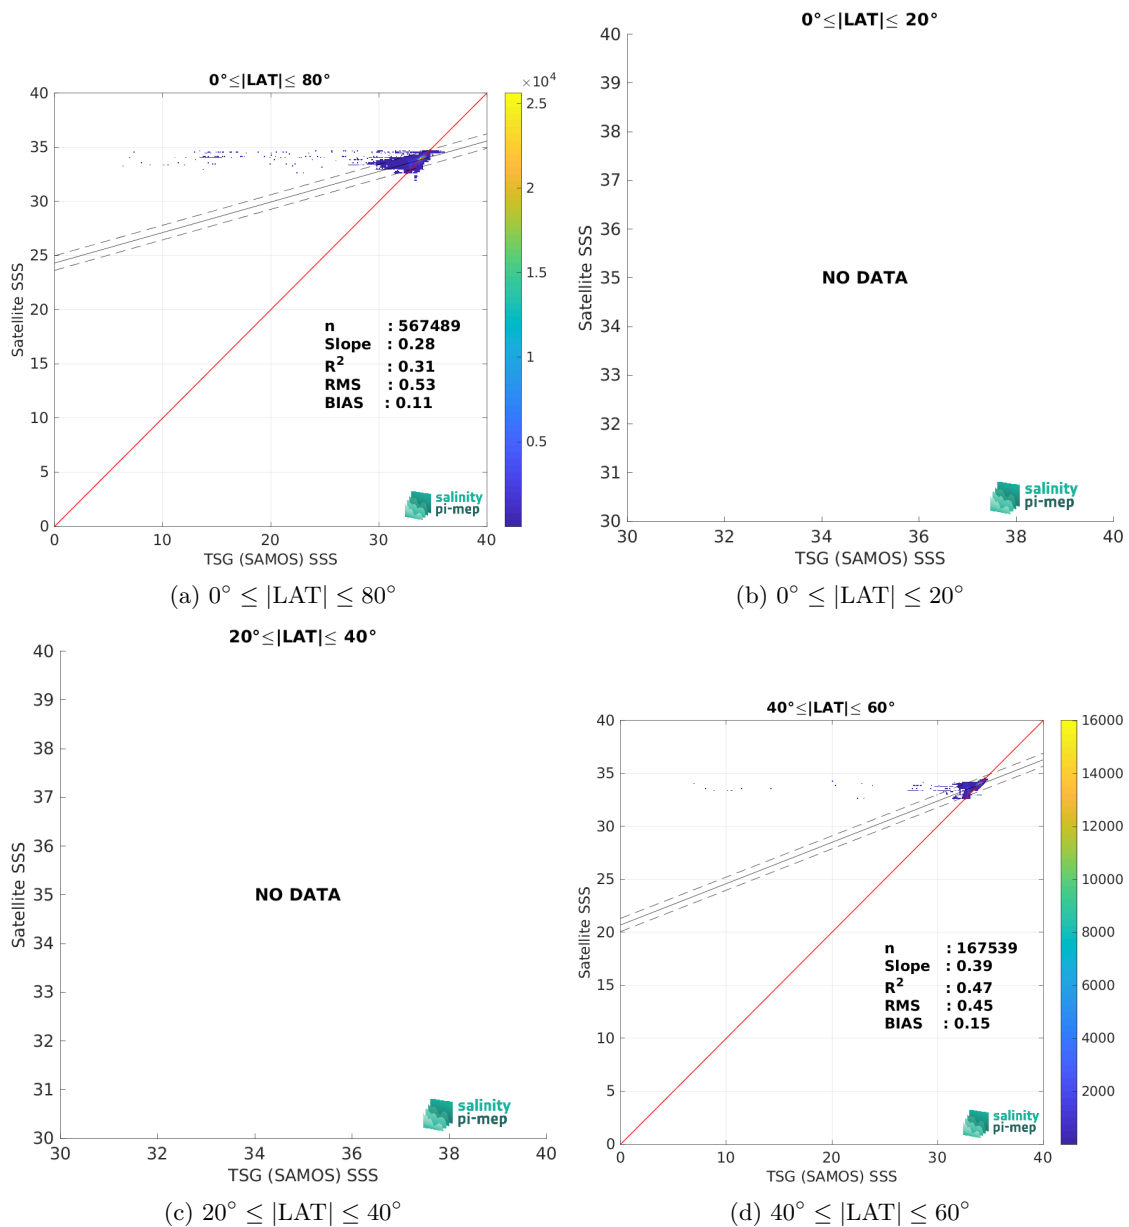 0°≤|LAT|≤ 80°
×10⁴
40
35
30
25
20
15
10
5
0
0
10
20
30
40
2.5
2
1.5
1
0.5
Satellite SSS
TSG (SAMOS) SSS
n : 567489
Slope : 0.28
R² : 0.31
RMS : 0.53
BIAS : 0.11
salinity
pi-mep
(a) 0° ≤ |LAT| ≤ 80°
0°≤|LAT|≤ 20°
40
39
38
37
36
35
34
33
32
31
30
30
32
34
36
38
40
Satellite SSS
NO DATA
TSG (SAMOS) SSS
salinity
pi-mep
(b) 0° ≤ |LAT| ≤ 20°
20°≤|LAT|≤ 40°
40
39
38
37
36
35
34
33
32
31
30
30
32
34
36
38
40
Satellite SSS
NO DATA
TSG (SAMOS) SSS
salinity
pi-mep
(c) 20° ≤ |LAT| ≤ 40°
40°≤|LAT|≤ 60°
40
35
30
25
20
15
10
5
0
0
10
20
30
40
16000
14000
12000
10000
8000
6000
4000
2000
Satellite SSS
TSG (SAMOS) SSS
n : 167539
Slope : 0.39
R² : 0.47
RMS : 0.45
BIAS : 0.15
salinity
pi-mep
(d) 40° ≤ |LAT| ≤ 60°